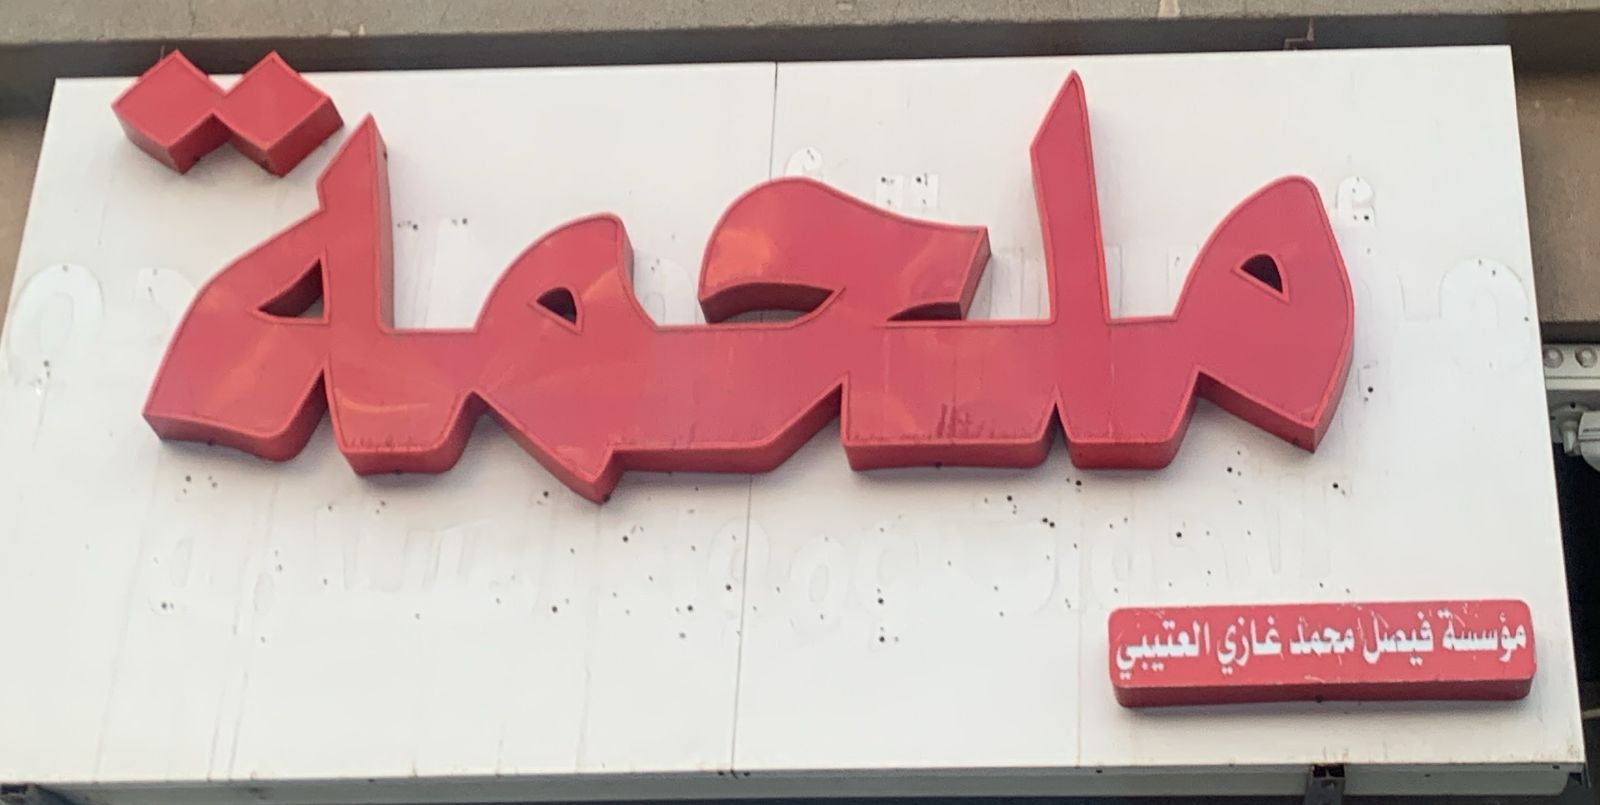 ملحمة
مؤسسة فيصل محمد غازي العتيبي